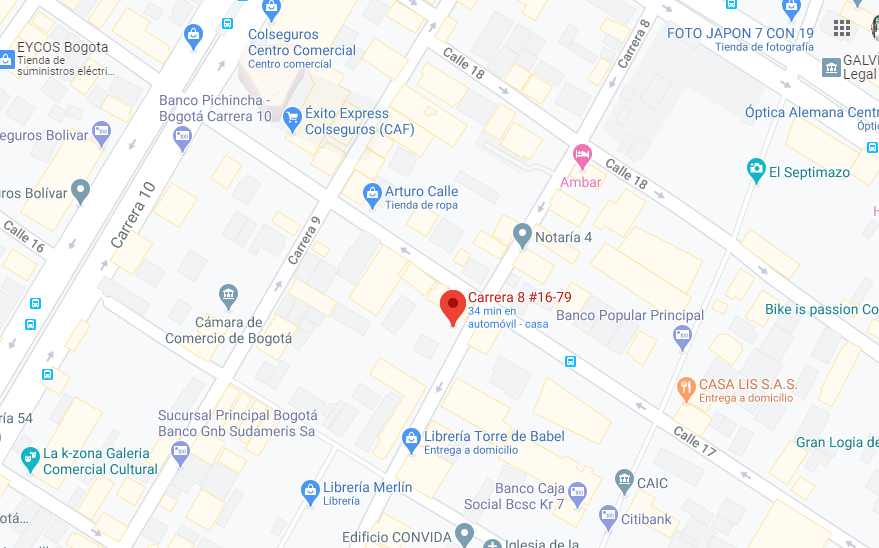 Colseguros
Centro Comercial
Centro comercial
EYCOS Bogota
Tienda de
suministros eléctri...
Carrera 8
FOTO JAPON 7 CON 19
Tienda de fotografía
GALVI
Legal
Calle 18
Banco Pichincha -
Bogotá Carrera 10
Éxito Express
Colseguros (CAF)
Óptica Alemana Centr
Ópti
eguros Bolivar
Ambar
Calle 18
El Septimazo
ros Bolívar
Carrera 10
Arturo Calle
Tienda de ropa
Calle 16
Carrera 9
Notaría 4
Carrera 8 #16-79
34 min en
automóvil - casa
Cámara de
Comercio de Bogotá
Banco Popular Principal
Bike is passion Co
CASA LIS S.A.S.
Entrega a domicilio
ría 54
Sucursal Principal Bogotá
Banco Gnb Sudameris Sa
La k-zona Galeria
Comercial Cultural
Librería Torre de Babel
Entrega a domicilio
Calle 17
Gran Logia de
Librería Merlín
Librería
Banco Caja
Social Bcsc Kr 7
CAIC
Citibank
otá...
Edificio CONVIDA
Iglesia de la